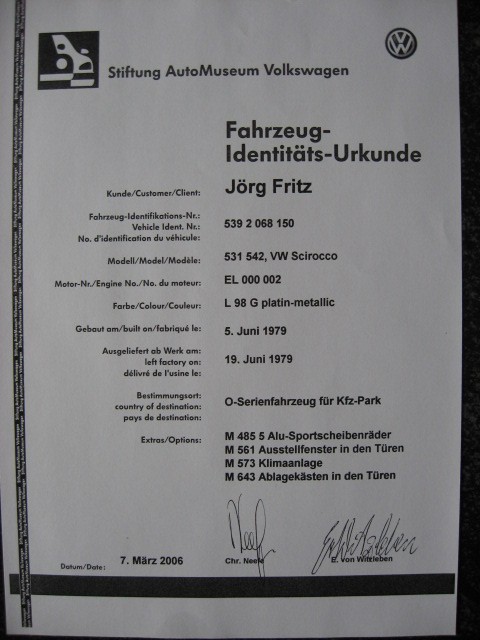 Stiftung AutoMuseum Volkswagen
Fahrzeug-
Identitäts-Urkunde
Kunde/Customer/Client: Jörg Fritz
Fahrzeug-Identifikations-Nr.:
Vehicle Ident. Nr.: 539 2 068 150
No. d'identification du véhicule:
Modell/Model/Modèle: 531 542, VW Scirocco
Motor-Nr./Engine No./No. du moteur: EL 000 002
Farbe/Colour/Couleur: L 98 G platin-metallic
Gebaut am/built on/fabriqué le: 5. Juni 1979
Ausgeliefert ab Werk am:
left factory on: 19. Juni 1979
délivré de l'usine le:
Bestimmungsort:
country of destination: O-Serienfahrzeug für Kfz-Park
pays de destination:
Extras/Options: M 485 5 Alu-Sportscheibenräder
M 561 Ausstellfenster in den Türen
M 573 Klimaanlage
M 643 Ablagekästen in den Türen
Datum/Date: 7. März 2006
Chr. Neele
E. von Witzleben